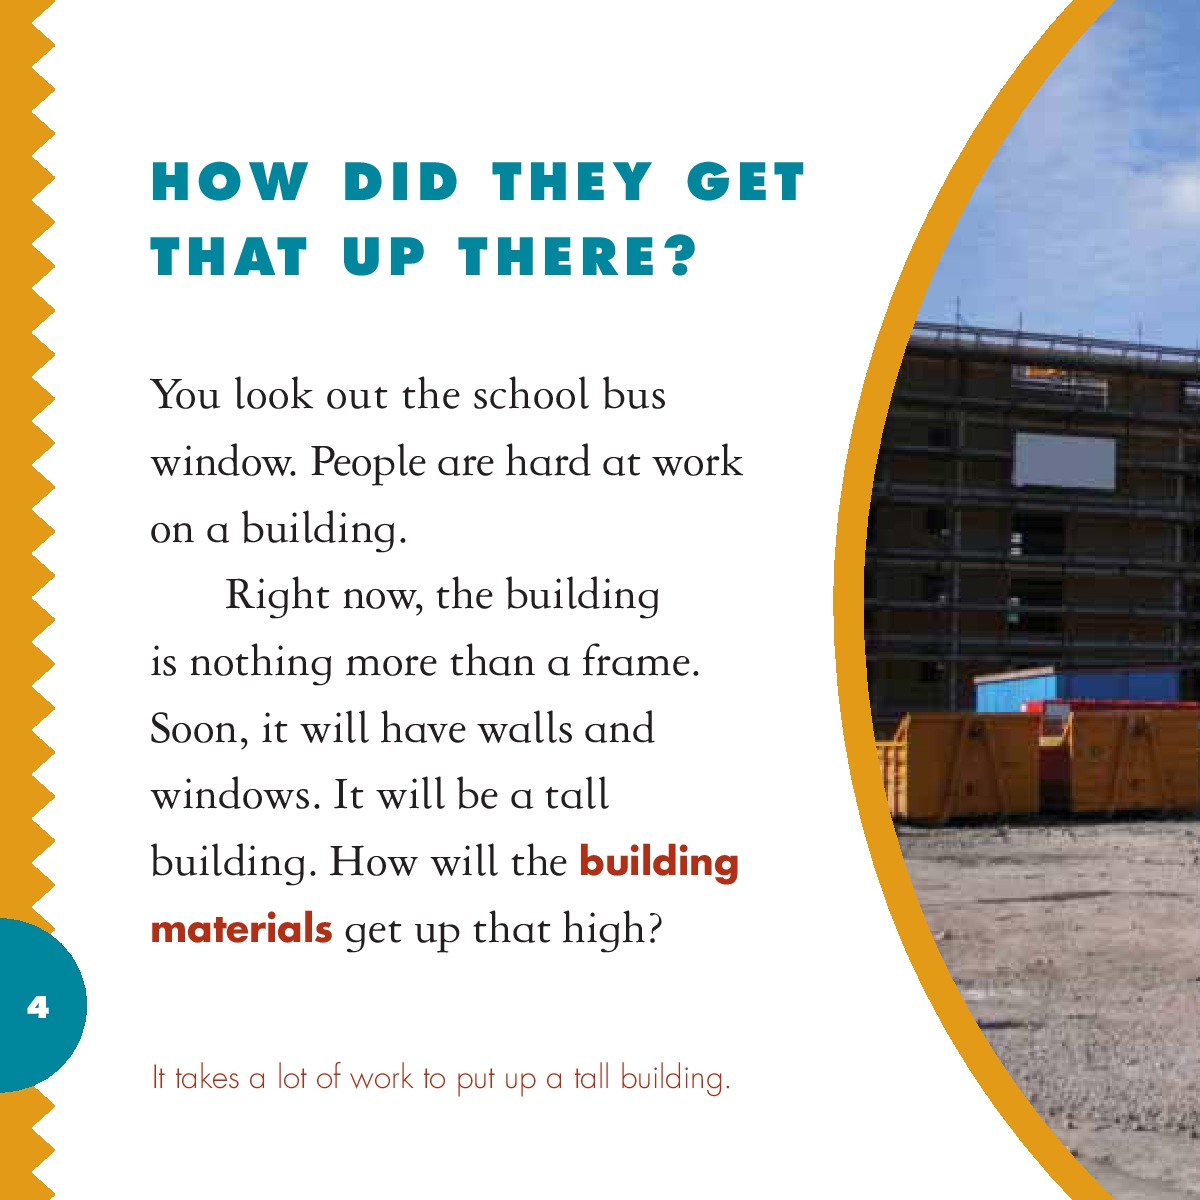 HOW DID THEY GET
THAT UP THERE?
You look out the school bus
window. People are hard at work
on a building.
Right now, the building
is nothing more than a frame.
Soon, it will have walls and
windows. It will be a tall
building. How will the building
materials get up that high?
4
It takes a lot of work to put up a tall building.